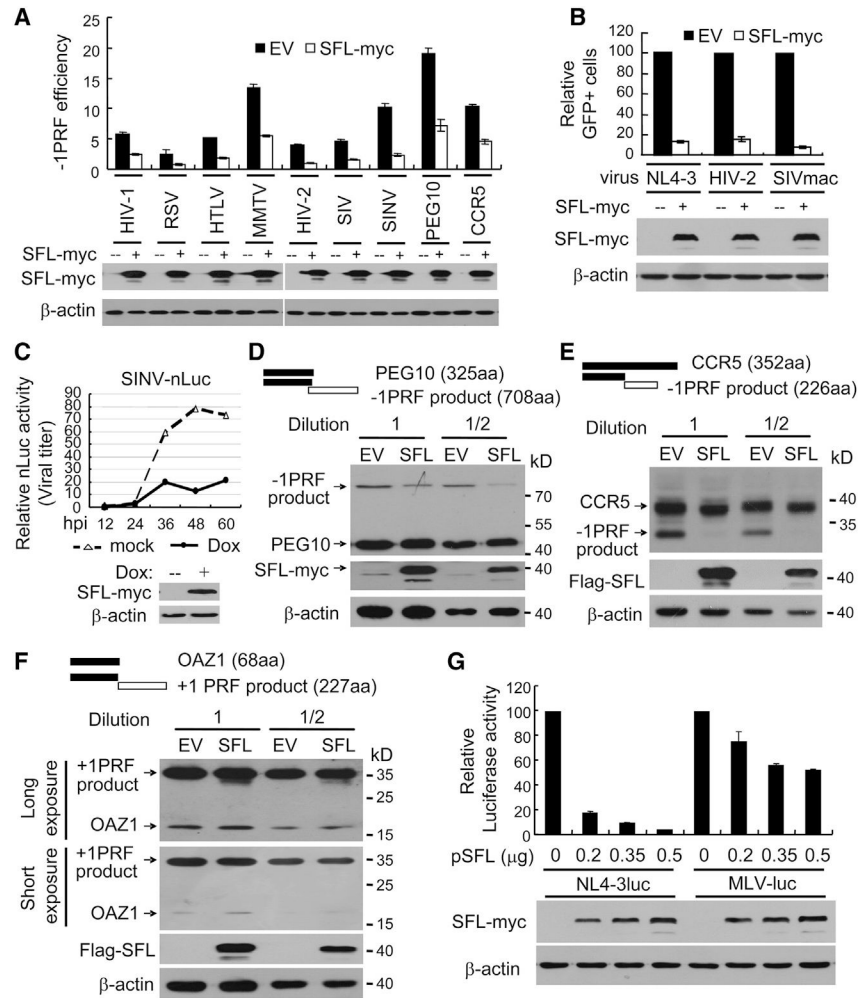 A
-1PRF efficiency
25
20
15
10
5
0
EV SFL-myc
HIV-1 RSV HTLV MMTV HIV-2 SIV SINV PEG10 CCR5
SFL-myc -- + -- + -- + -- + -- + -- + -- + -- + -- +
SFL-myc
β-actin
B
Relative
GFP+ cells
EV SFL-myc
120
100
80
60
40
20
0
virus NL4-3 HIV-2 SIVmac
SFL-myc -- + -- + -- +
SFL-myc
β-actin
C
SINV-nLuc
Relative nLuc activity
(Viral titer)
90
80
70
60
50
40
30
20
10
0
hpi 12 24 36 48 60
mock Dox
Dox: -- +
SFL-myc
β-actin
D
PEG10 (325aa)
-1PRF product (708aa)
Dilution 1 1/2
EV SFL EV SFL kD
-1PRF
product
70
55
PEG10
40
SFL-myc
40
β-actin
40
E
CCR5 (352aa)
-1PRF product (226aa)
Dilution 1 1/2
EV SFL EV SFL kD
CCR5
40
35
-1PRF
product
Flag-SFL
40
β-actin
40
F
OAZ1 (68aa)
+1 PRF product (227aa)
Dilution 1 1/2
EV SFL EV SFL kD
Long
exposure
+1PRF
product
35
25
OAZ1
15
Short
exposure
+1PRF
product
35
25
OAZ1
15
Flag-SFL
40
β-actin
40
G
Relative
Luciferase activity
120
100
80
60
40
20
0
pSFL (μg) 0 0.2 0.35 0.5 0 0.2 0.35 0.5
NL4-3luc MLV-luc
SFL-myc
β-actin